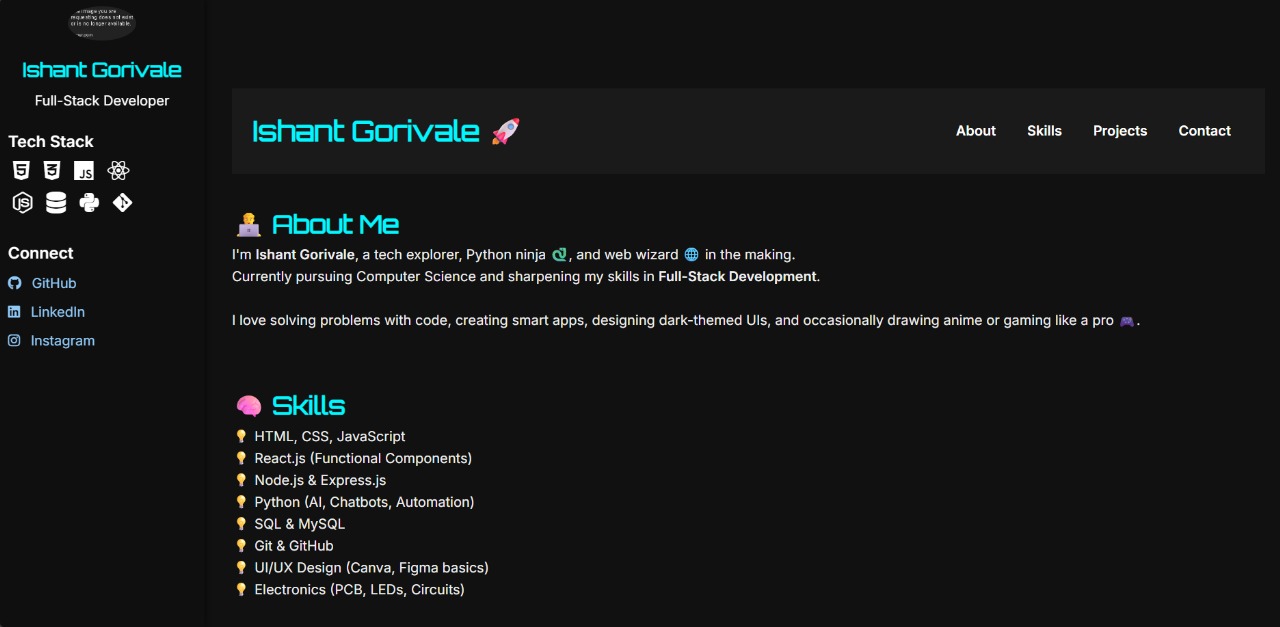 image you are
requesting does not exist
or is no longer available.
Ishant Gorivale
Full-Stack Developer
Tech Stack
JS
JS
Connect
GitHub
LinkedIn
Instagram
Ishant Gorivale 🚀
About Skills Projects Contact
🧑‍💻 About Me
I'm Ishant Gorivale, a tech explorer, Python ninja 🐉, and web wizard 🌐 in the making.
Currently pursuing Computer Science and sharpening my skills in Full-Stack Development.
I love solving problems with code, creating smart apps, designing dark-themed UIs, and occasionally drawing anime or gaming like a pro 🎮.
🧠 Skills
💡 HTML, CSS, JavaScript
💡 React.js (Functional Components)
💡 Node.js & Express.js
💡 Python (AI, Chatbots, Automation)
💡 SQL & MySQL
💡 Git & GitHub
💡 UI/UX Design (Canva, Figma basics)
💡 Electronics (PCB, LEDs, Circuits)